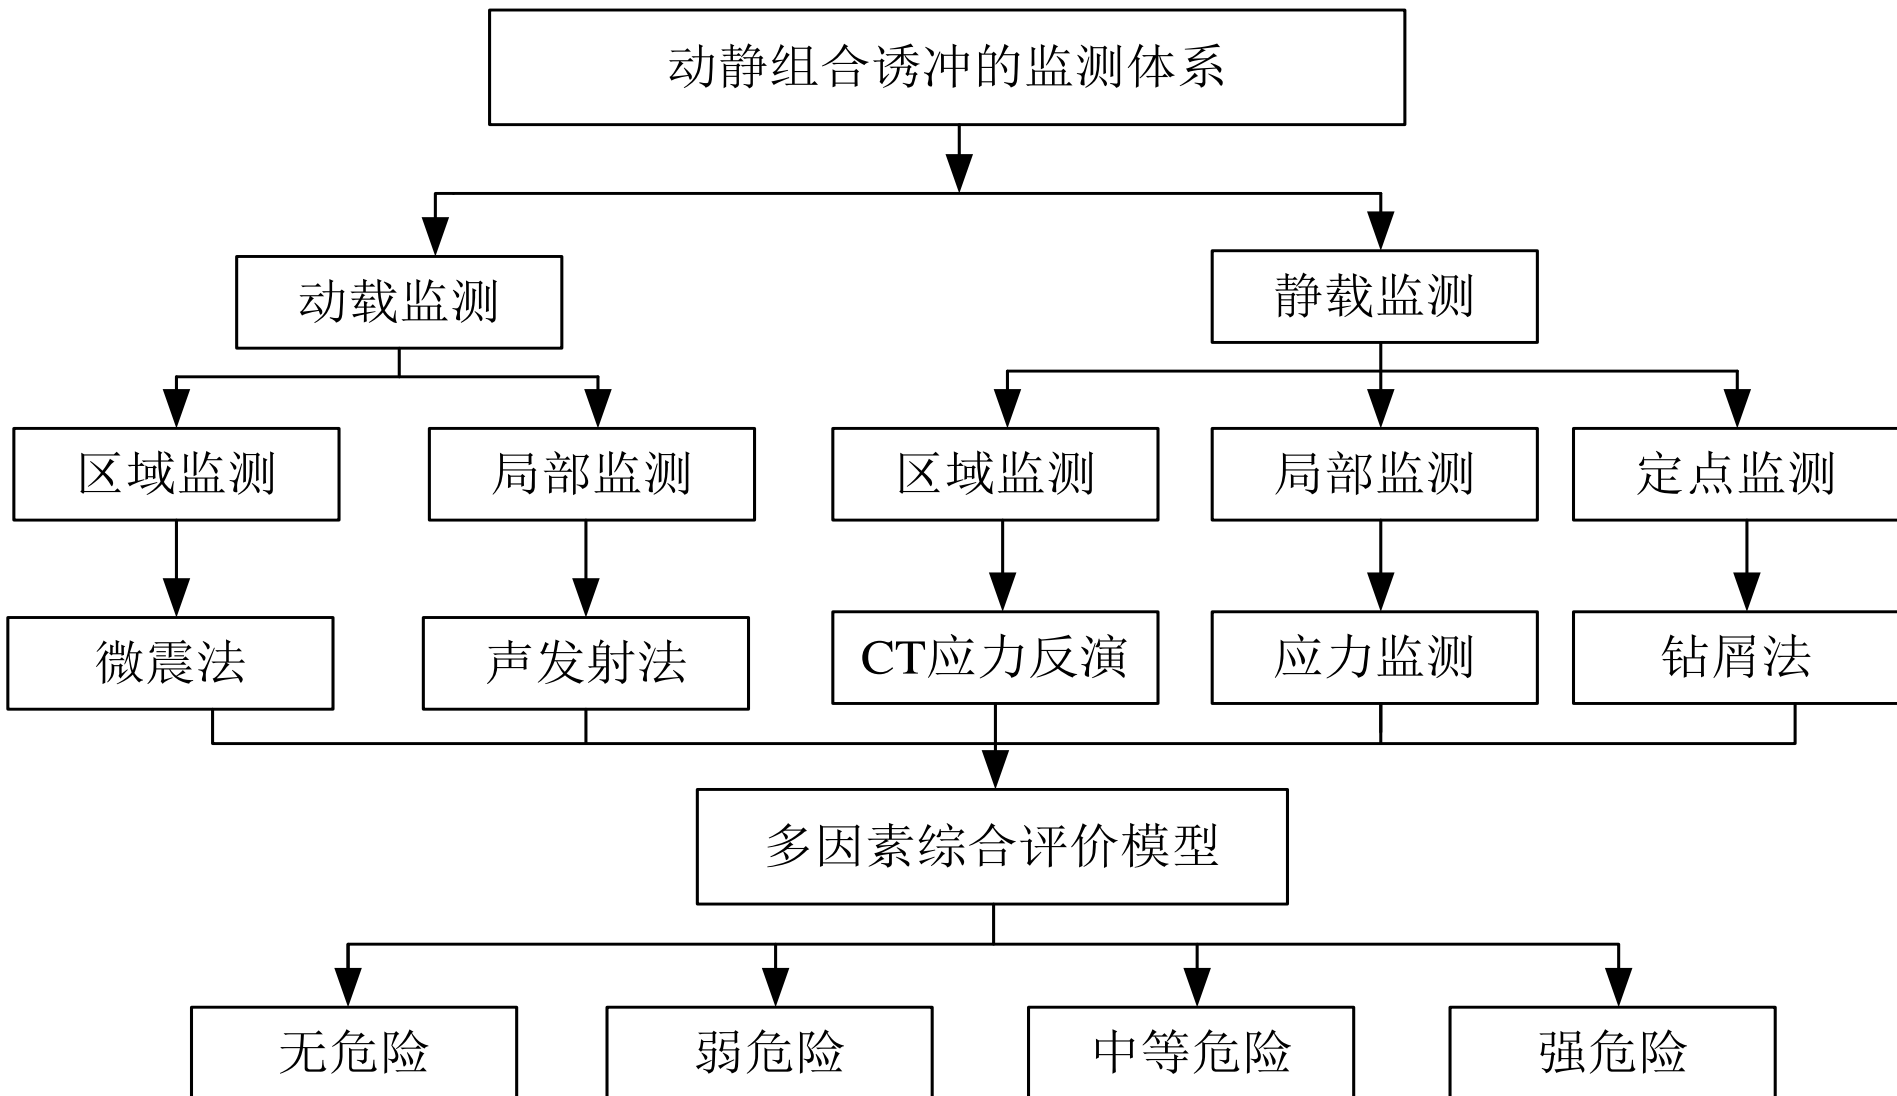 动静组合诱冲的监测体系
动载监测
静载监测
区域监测
局部监测
区域监测
局部监测
定点监测
微震法
声发射法
CT应力反演
应力监测
钻屑法
多因素综合评价模型
无危险
弱危险
中等危险
强危险